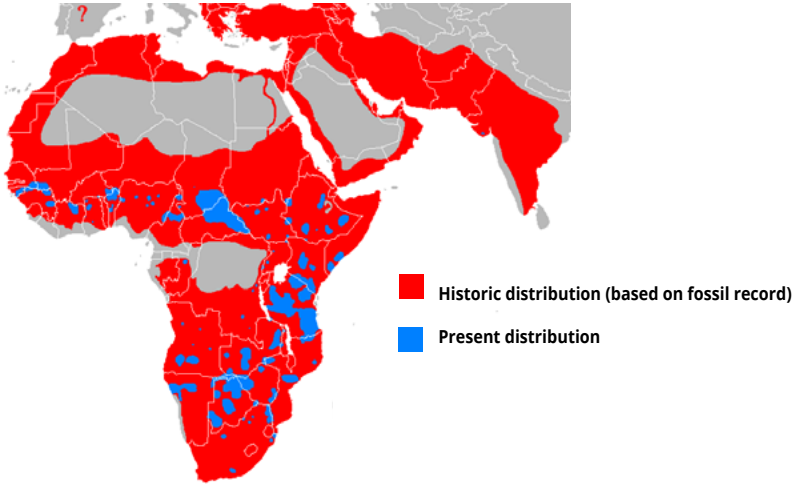 ?
Historic distribution (based on fossil record)
Present distribution